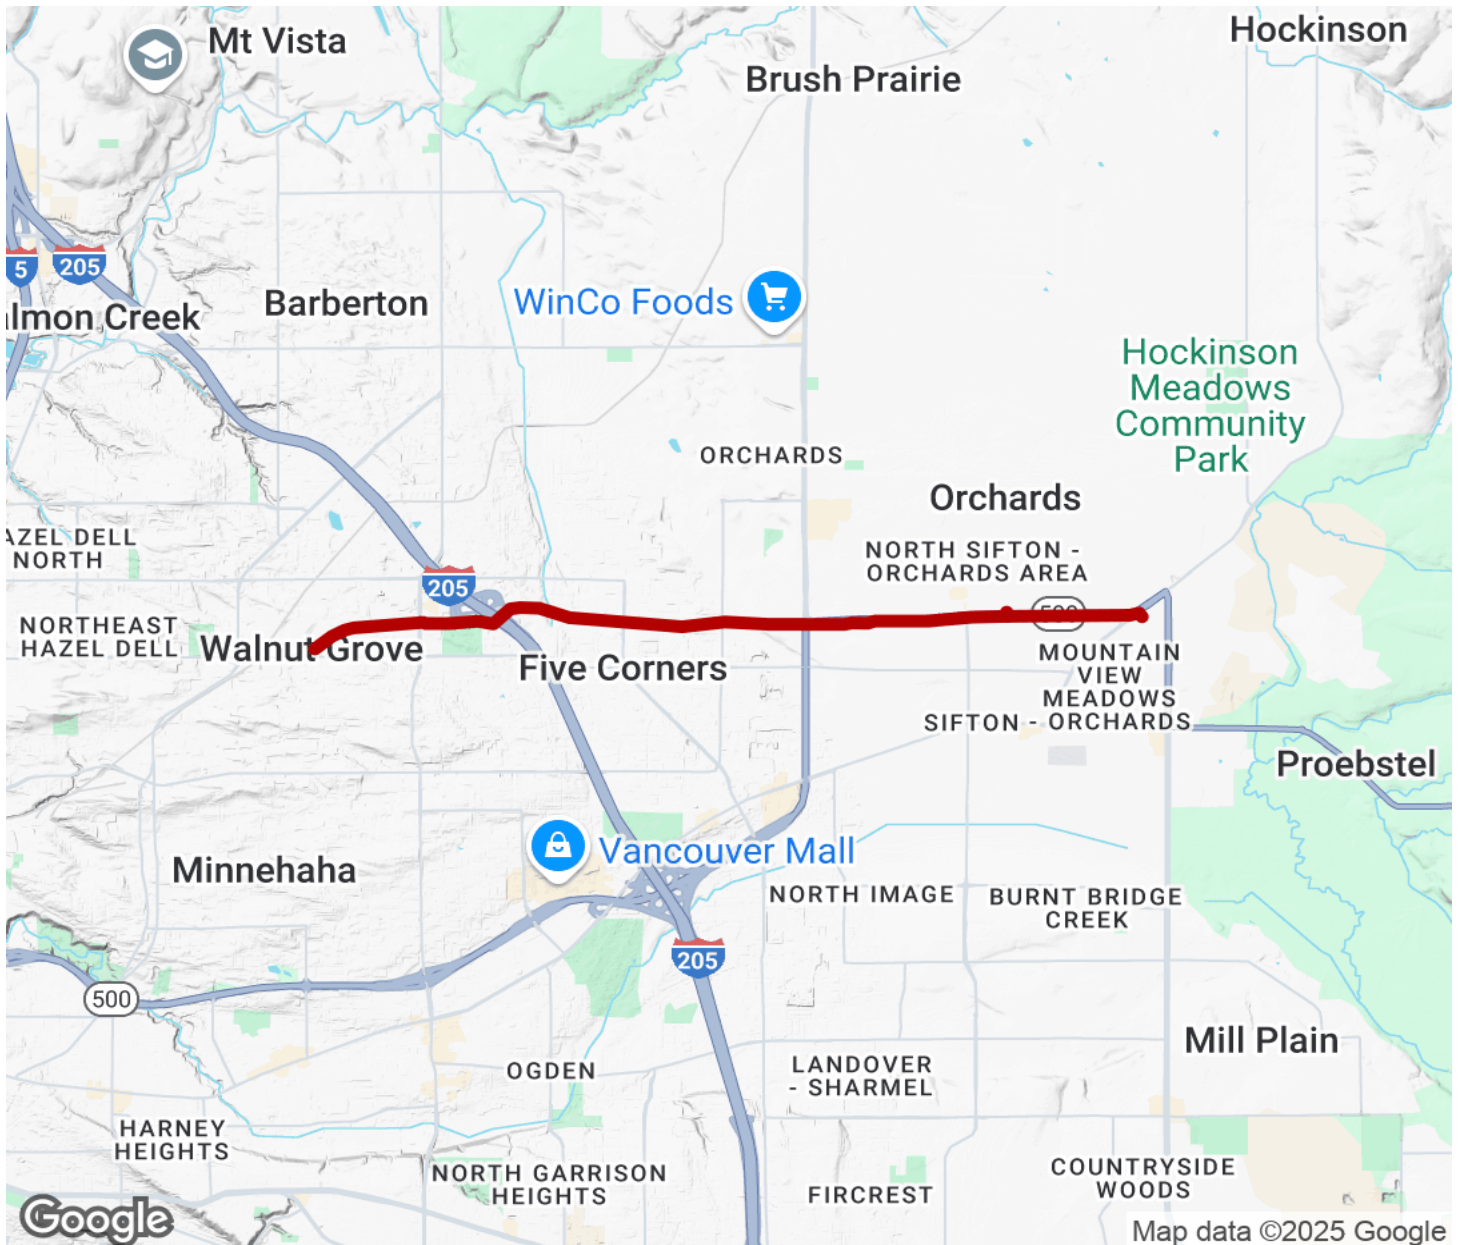 Mt Vista
Hockinson
Brush Prairie
5
205
lmon Creek
Barberton
WinCo Foods
Hockinson
Meadows
Community
Park
ORCHARDS
Orchards
AZEL DELL
NORTH
NORTH SIFTON -
ORCHARDS AREA
205
500
NORTHEAST
HAZEL DELL
Walnut Grove
Five Corners
MOUNTAIN
VIEW
MEADOWS
SIFTON - ORCHARDS
Proebstel
Vancouver Mall
Minnehaha
NORTH IMAGE
BURNT BRIDGE
CREEK
205
500
Mill Plain
OGDEN
LANDOVER
- SHARMEL
HARNEY
HEIGHTS
NORTH GARRISON
HEIGHTS
FIRCREST
COUNTRYSIDE
WOODS
Google
Map data ©2025 Google